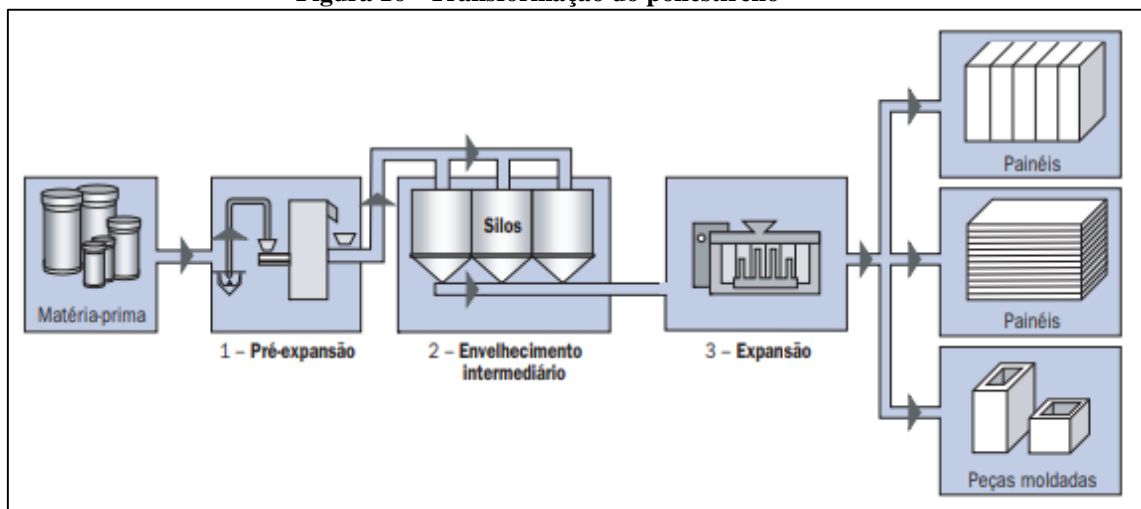 Figura - Transformação do poliestireno
Matéria-prima
1 – Pré-expansão
Silos
2 – Envelhecimento
intermediário
3 – Expansão
Painéis
Painéis
Peças moldadas